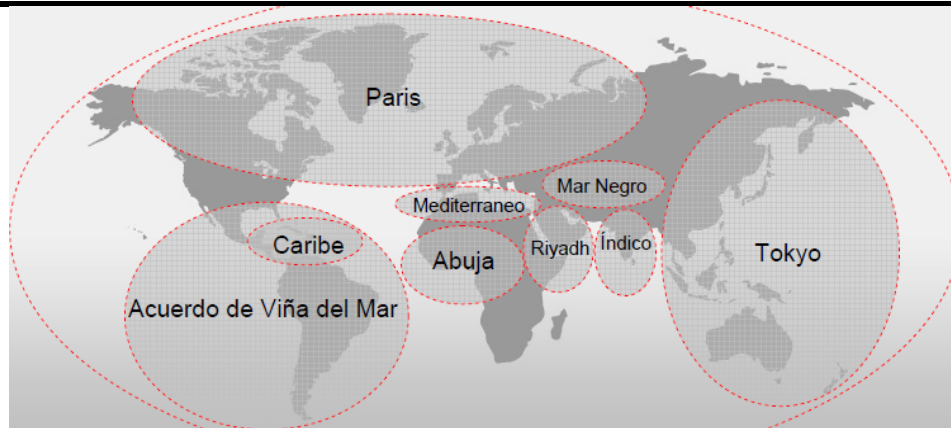 Paris
Mar Negro
Mediterraneo
Caribe
Abuja
Riyadh
Índico
Tokyo
Acuerdo de Viña del Mar